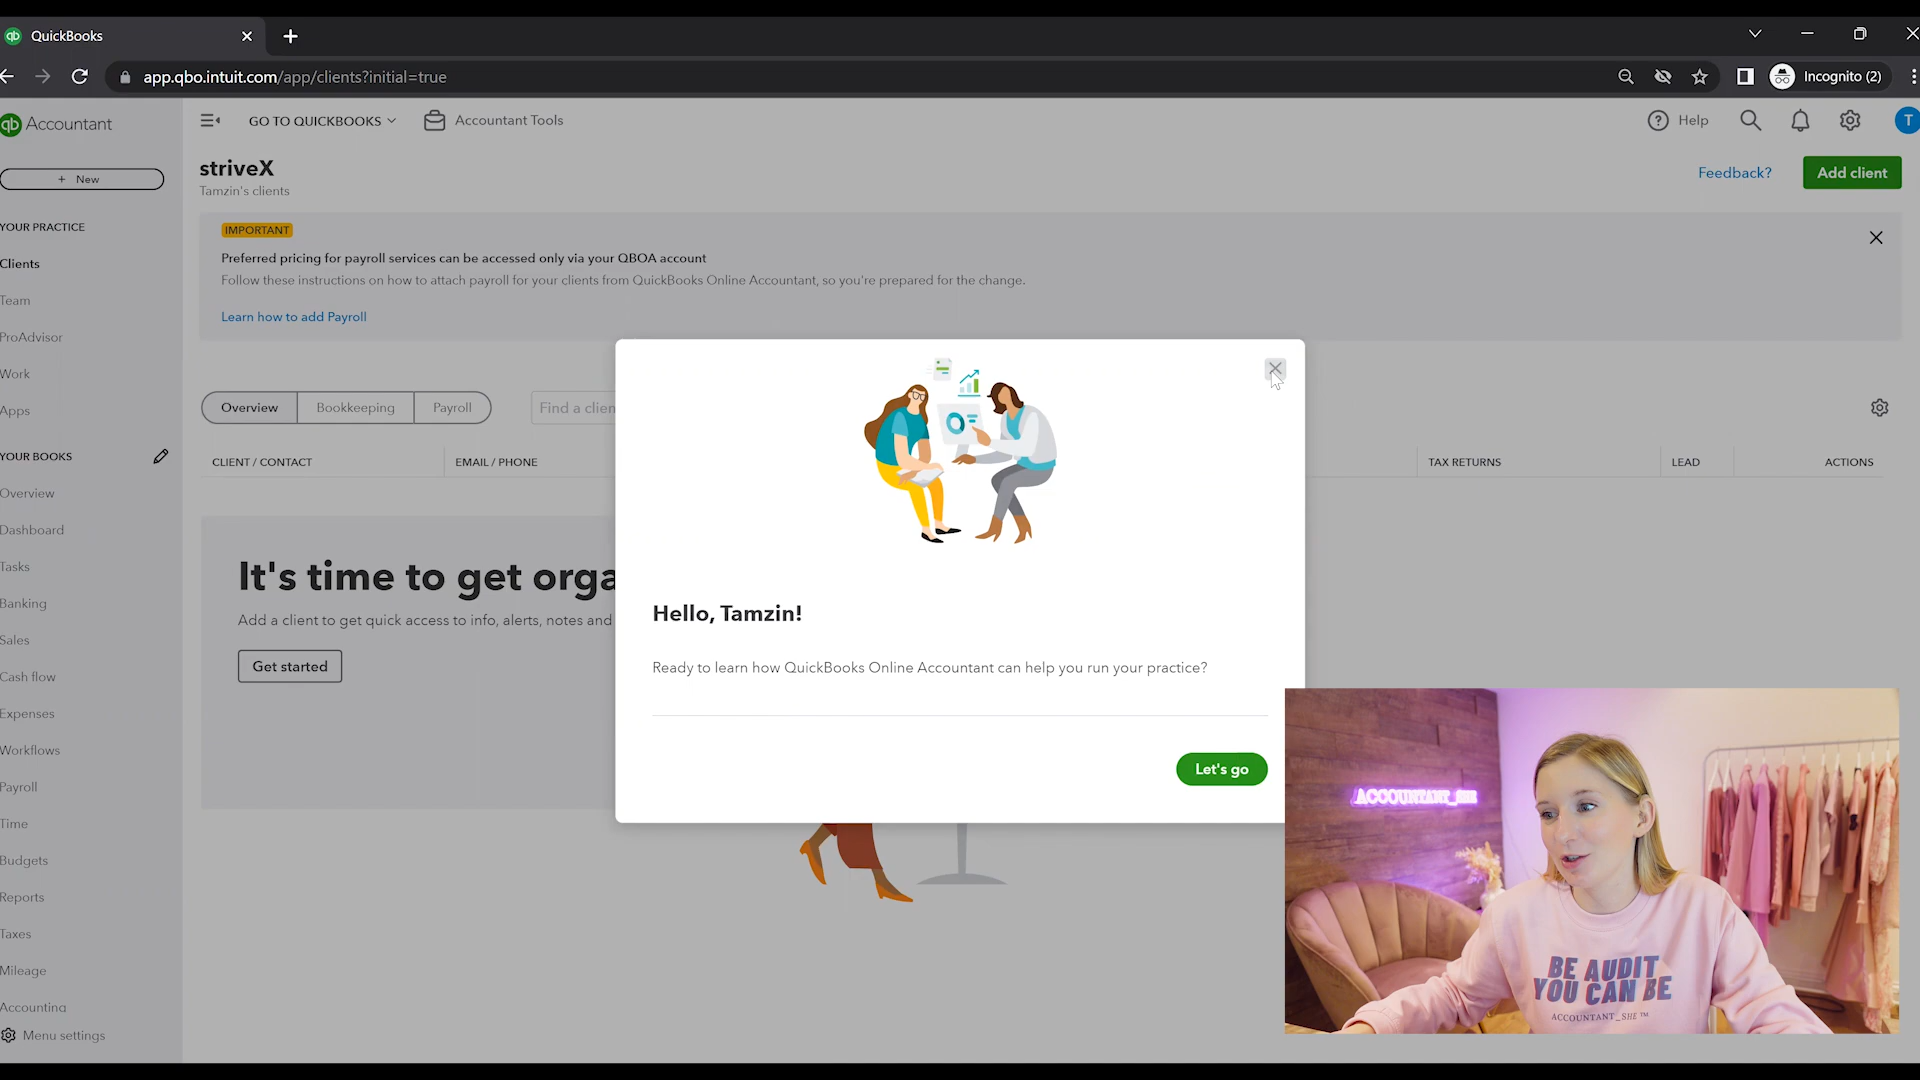 QuickBooks
app.qbo.intuit.com/app/clients?initial=true
Incognito (2)
qb Accountant
GO TO QUICKBOOKS
Accountant Tools
Help
T
+ New
striveX
Tamzin's clients
Feedback?
Add client
IMPORTANT
Preferred pricing for payroll services can be accessed only via your QBOA account
Follow these instructions on how to attach payroll for your clients from QuickBooks Online Accountant, so you're prepared for the change.
Learn how to add Payroll
YOUR PRACTICE
Clients
Team
ProAdvisor
Work
Apps
YOUR BOOKS
Overview
Dashboard
Tasks
Banking
Sales
Cash flow
Expenses
Workflows
Payroll
Time
Budgets
Reports
Taxes
Mileage
Accounting
Menu settings
Overview
Bookkeeping
Payroll
Find a clien
CLIENT / CONTACT
EMAIL / PHONE
TAX RETURNS
LEAD
ACTIONS
It's time to get orga
Add a client to get quick access to info, alerts, notes and
Get started
Hello, Tamzin!
Ready to learn how QuickBooks Online Accountant can help you run your practice?
Let's go
ACCOUNTANT_SHE
BE AUDIT
YOU CAN BE
ACCOUNTANT_SHE™